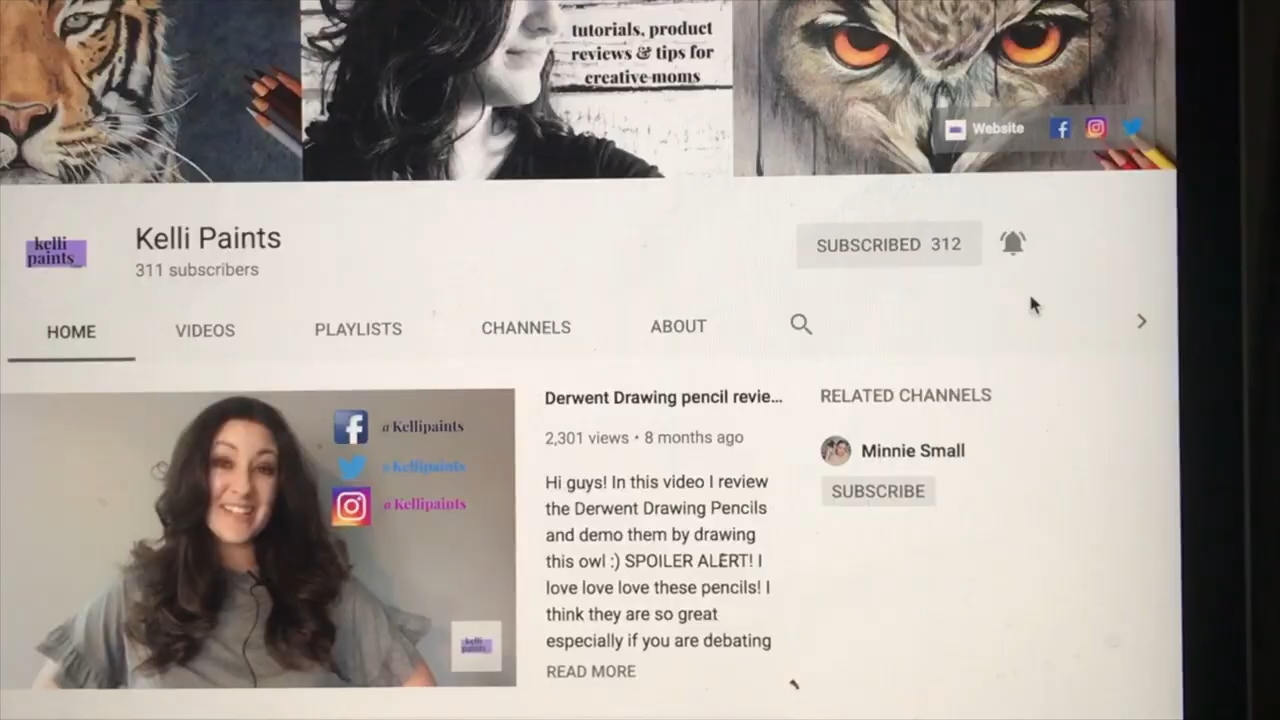 tutorials, product
reviews & tips for
creative moms
Website
kelli
paints
Kelli Paints
311 subscribers
SUBSCRIBED 312
HOME
VIDEOS
PLAYLISTS
CHANNELS
ABOUT
@Kellipaints
@Kellipaints
@Kellipaints
kelli
paints
Derwent Drawing pencil revie...
2,301 views • 8 months ago
Hi guys! In this video I review
the Derwent Drawing Pencils
and demo them by drawing
this owl :) SPOILER ALERT! I
love love love these pencils! I
think they are so great
especially if you are debating
READ MORE
RELATED CHANNELS
Minnie Small
SUBSCRIBE